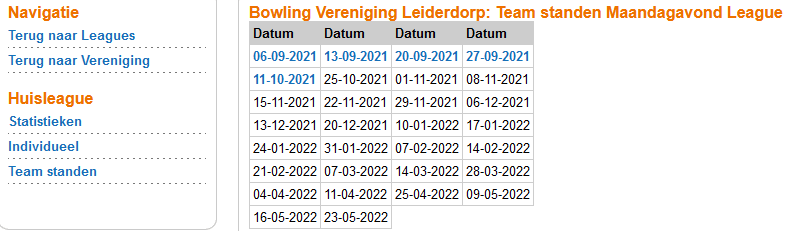 Navigatie
Terug naar Leagues
Terug naar Vereniging
Huisleague
Statistieken
Individueel
Team standen
Bowling Vereniging Leiderdorp: Team standen Maandagavond League
Datum Datum Datum Datum
06-09-2021 13-09-2021 20-09-2021 27-09-2021
11-10-2021 25-10-2021 01-11-2021 08-11-2021
15-11-2021 22-11-2021 29-11-2021 06-12-2021
13-12-2021 20-12-2021 10-01-2022 17-01-2022
24-01-2022 31-01-2022 07-02-2022 14-02-2022
21-02-2022 07-03-2022 14-03-2022 28-03-2022
04-04-2022 11-04-2022 25-04-2022 09-05-2022
16-05-2022 23-05-2022